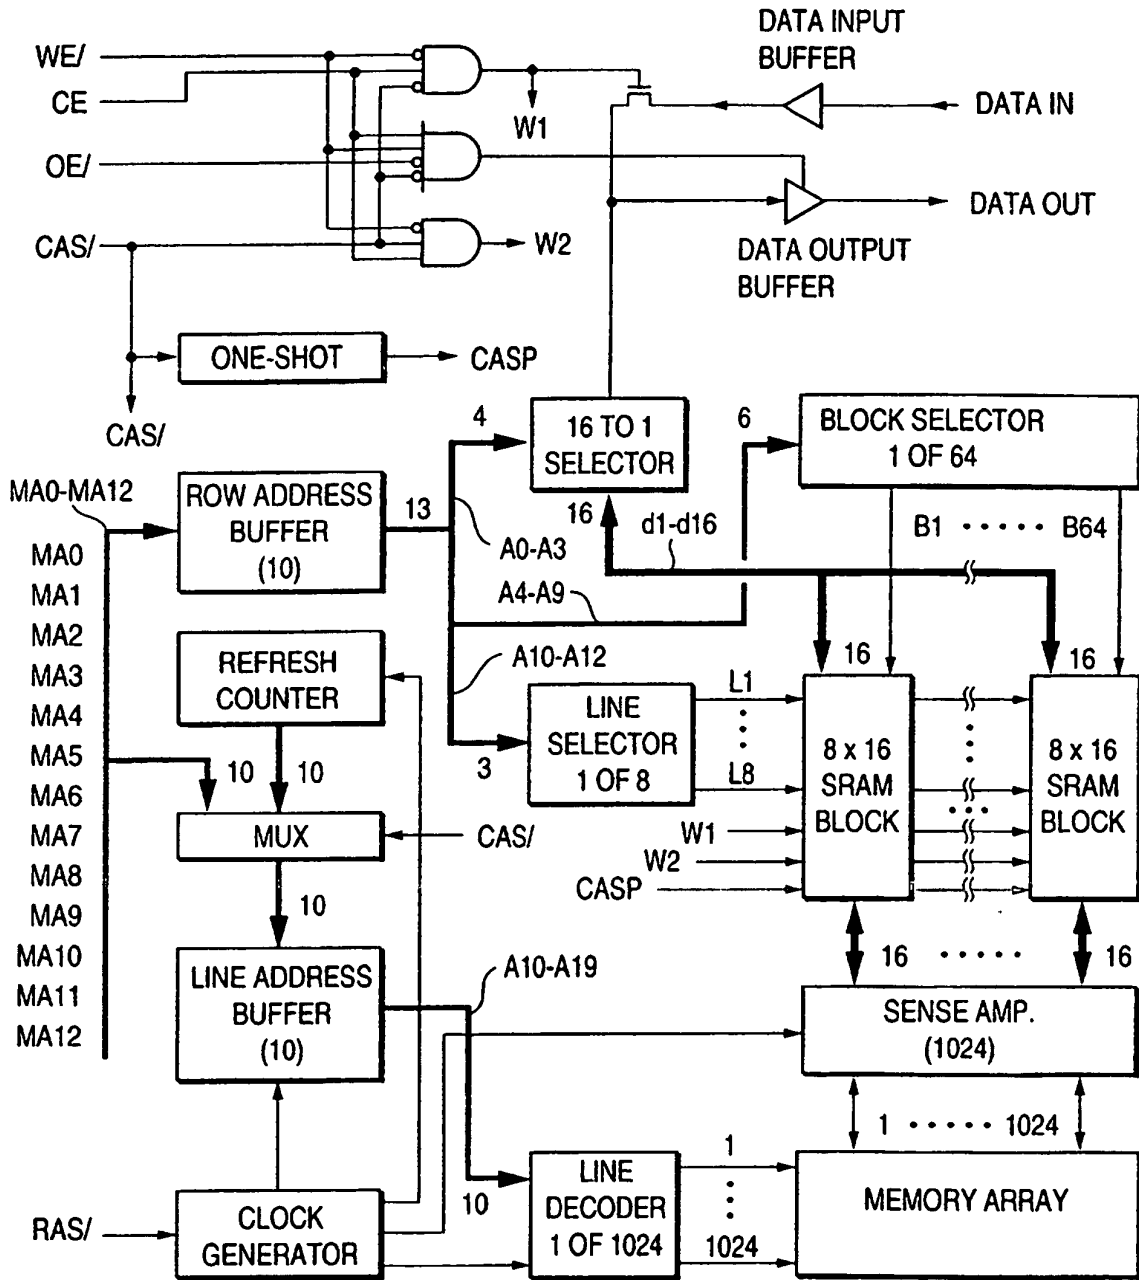 DATA INPUT
BUFFER
WE/
CE
W1
DATA IN
OE/
CAS/
W2
DATA OUT
DATA OUTPUT
BUFFER
ONE-SHOT
CASP
CAS/
4
16 TO 1
SELECTOR
6
BLOCK SELECTOR
1 OF 64
MA0-MA12
ROW ADDRESS
BUFFER
(10)
13
16
d1-d16
B1 ····· B64
A0-A3
A4-A9
A10-A12
MA0
MA1
MA2
MA3
MA4
MA5
MA6
MA7
MA8
MA9
MA10
MA11
MA12
REFRESH
COUNTER
10
10
MUX
CAS/
10
3
LINE
SELECTOR
1 OF 8
L1
L8
W1
W2
CASP
16
8 x 16
SRAM
BLOCK
16
8 x 16
SRAM
BLOCK
LINE ADDRESS
BUFFER
(10)
A10-A19
16 ····· 16
SENSE AMP.
(1024)
1 ····· 1024
RAS/
CLOCK
GENERATOR
10
LINE
DECODER
1 OF 1024
1
1024
MEMORY ARRAY